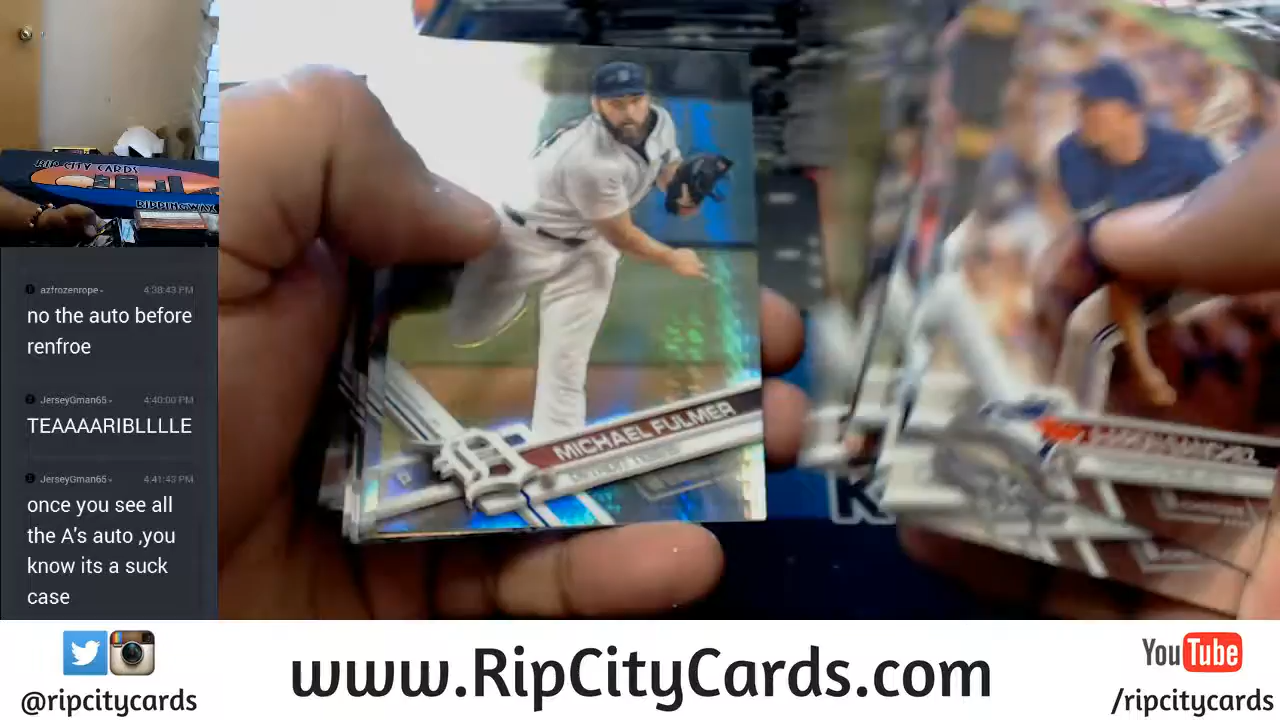 RIP CITY CARDS
azfrozenrope-
4:38:43 PM
no the auto before
renfroe
JerseyGman65-
4:40:00 PM
TEAAAARIBLLLLE
JerseyGman65-
4:41:43 PM
once you see all
the A's auto ,you
know its a suck
case
MICHAEL FULMER
@ripcitycards
www.RipCityCards.com
YouTube
/ripcitycards